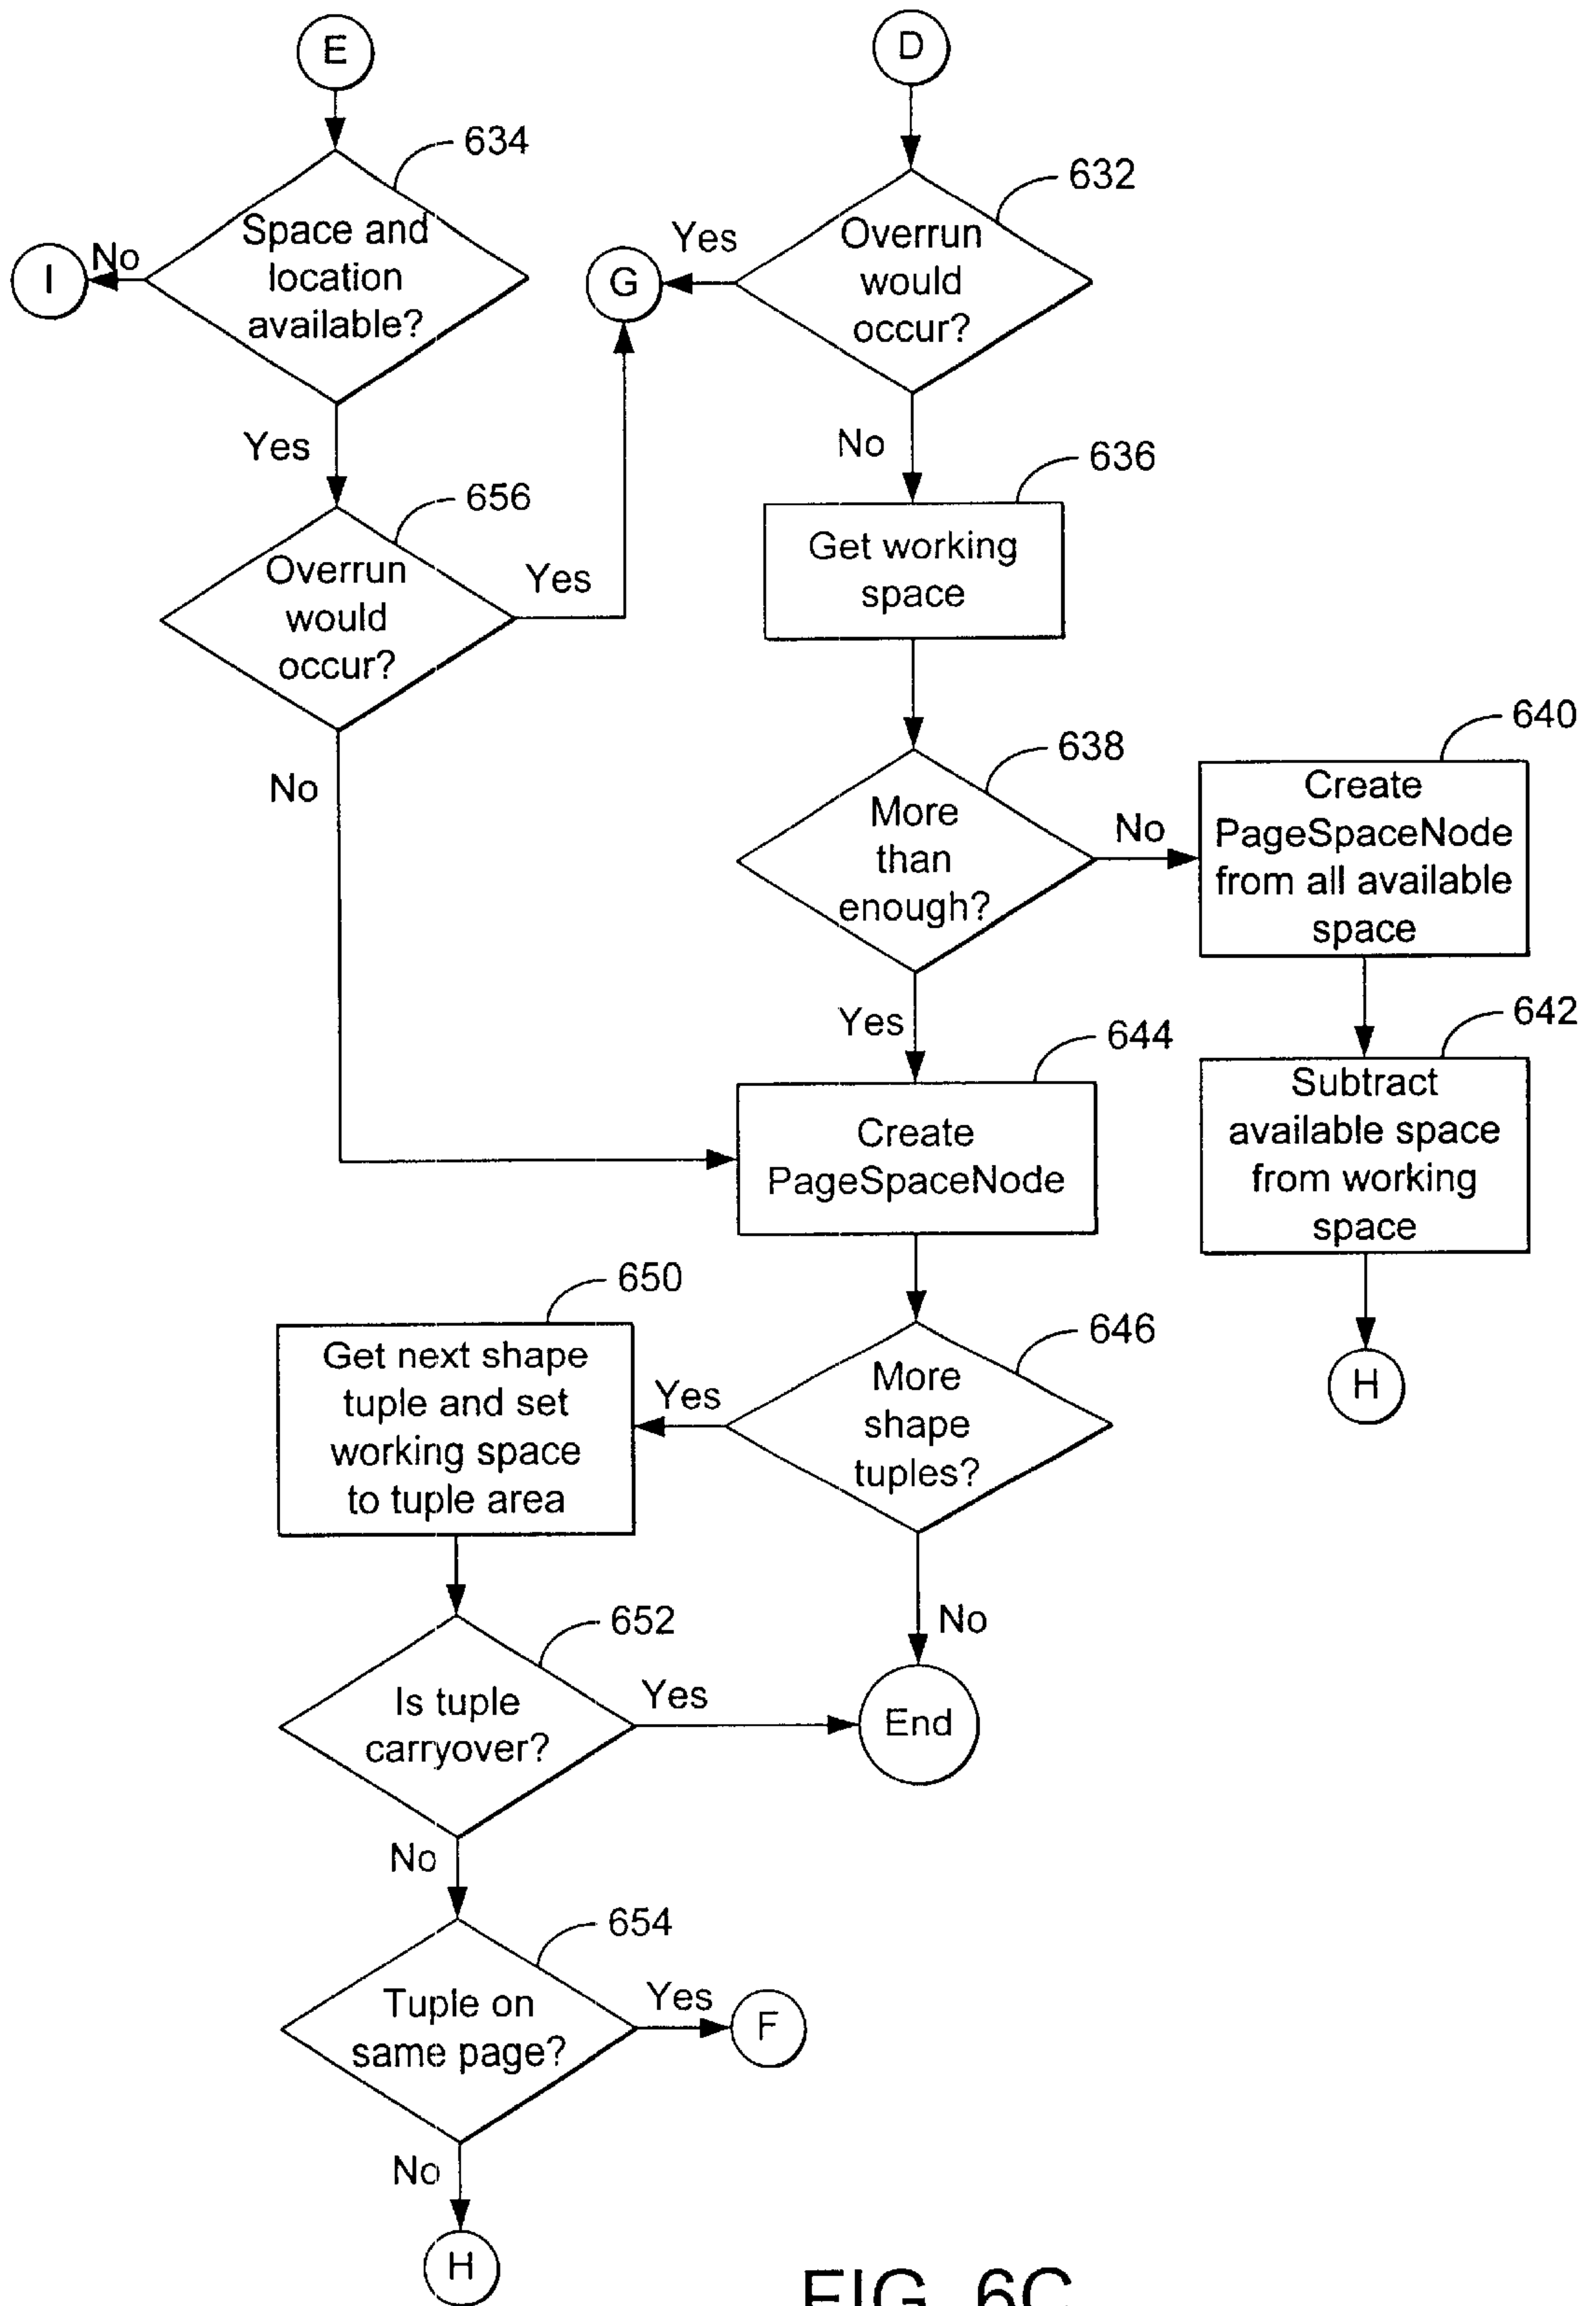 E
D
634
632
Space and
location
available?
No
I
Yes
G
Overrun
would
occur?
Yes
No
636
656
Get working
space
Overrun
would
occur?
Yes
No
640
638
More
than
enough?
No
Create
PageSpaceNode
from all available
space
Yes
644
642
Create
PageSpaceNode
Subtract
available space
from working
space
650
646
H
Get next shape
tuple and set
working space
to tuple area
Yes
More
shape
tuples?
No
652
Is tuple
carryover?
Yes
End
No
654
Tuple on
same page?
Yes
F
No
H
FIG. 6C